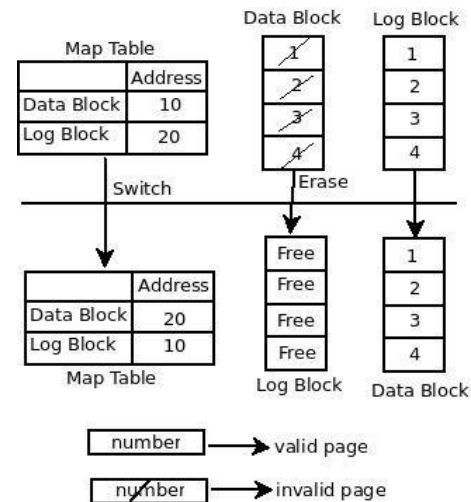 Data Block Log Block
Map Table
Address
Data Block 10
Log Block 20
1
2
3
4
1
2
3
4
Switch
Erase
Address
Data Block 20
Log Block 10
Map Table
Free
Free
Free
Free
Log Block
1
2
3
4
Data Block
number valid page
number invalid page